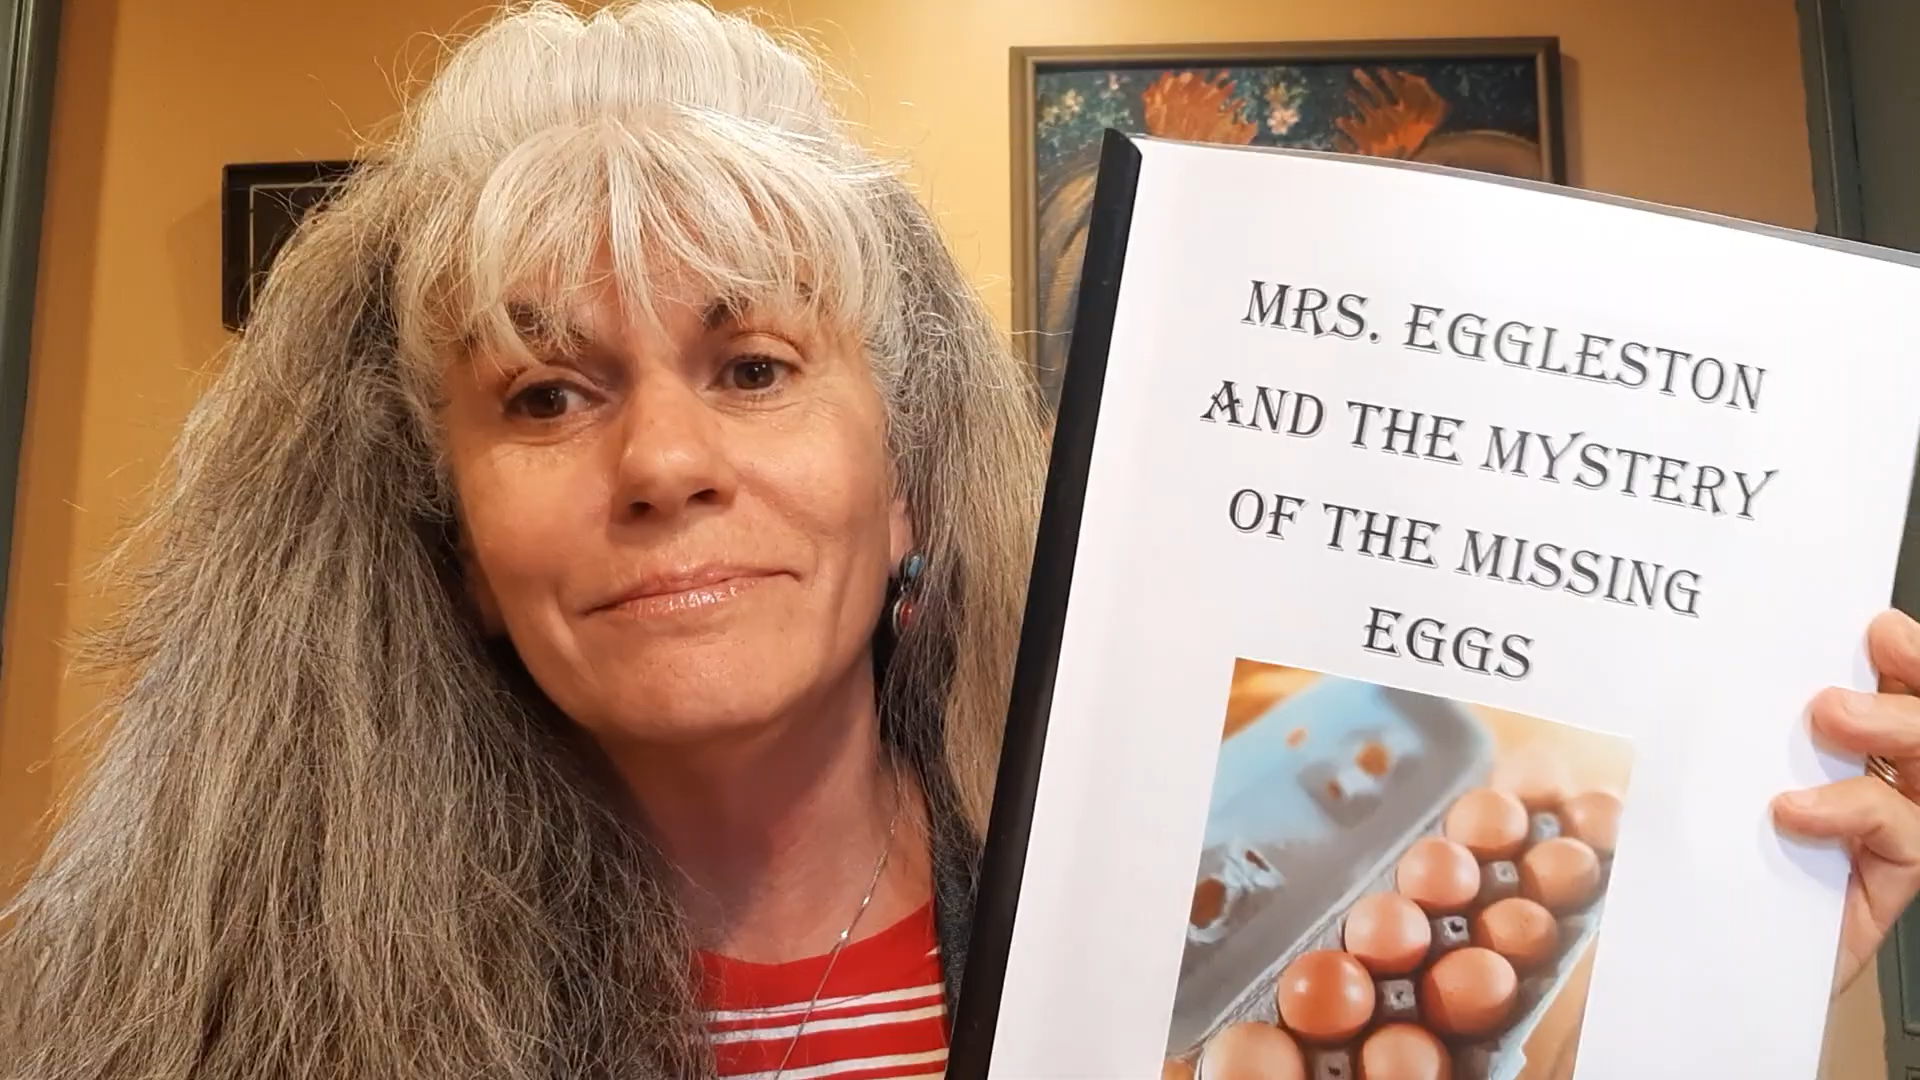 MRS. EGGLESTON
AND THE MYSTERY
OF THE MISSING
EGGS